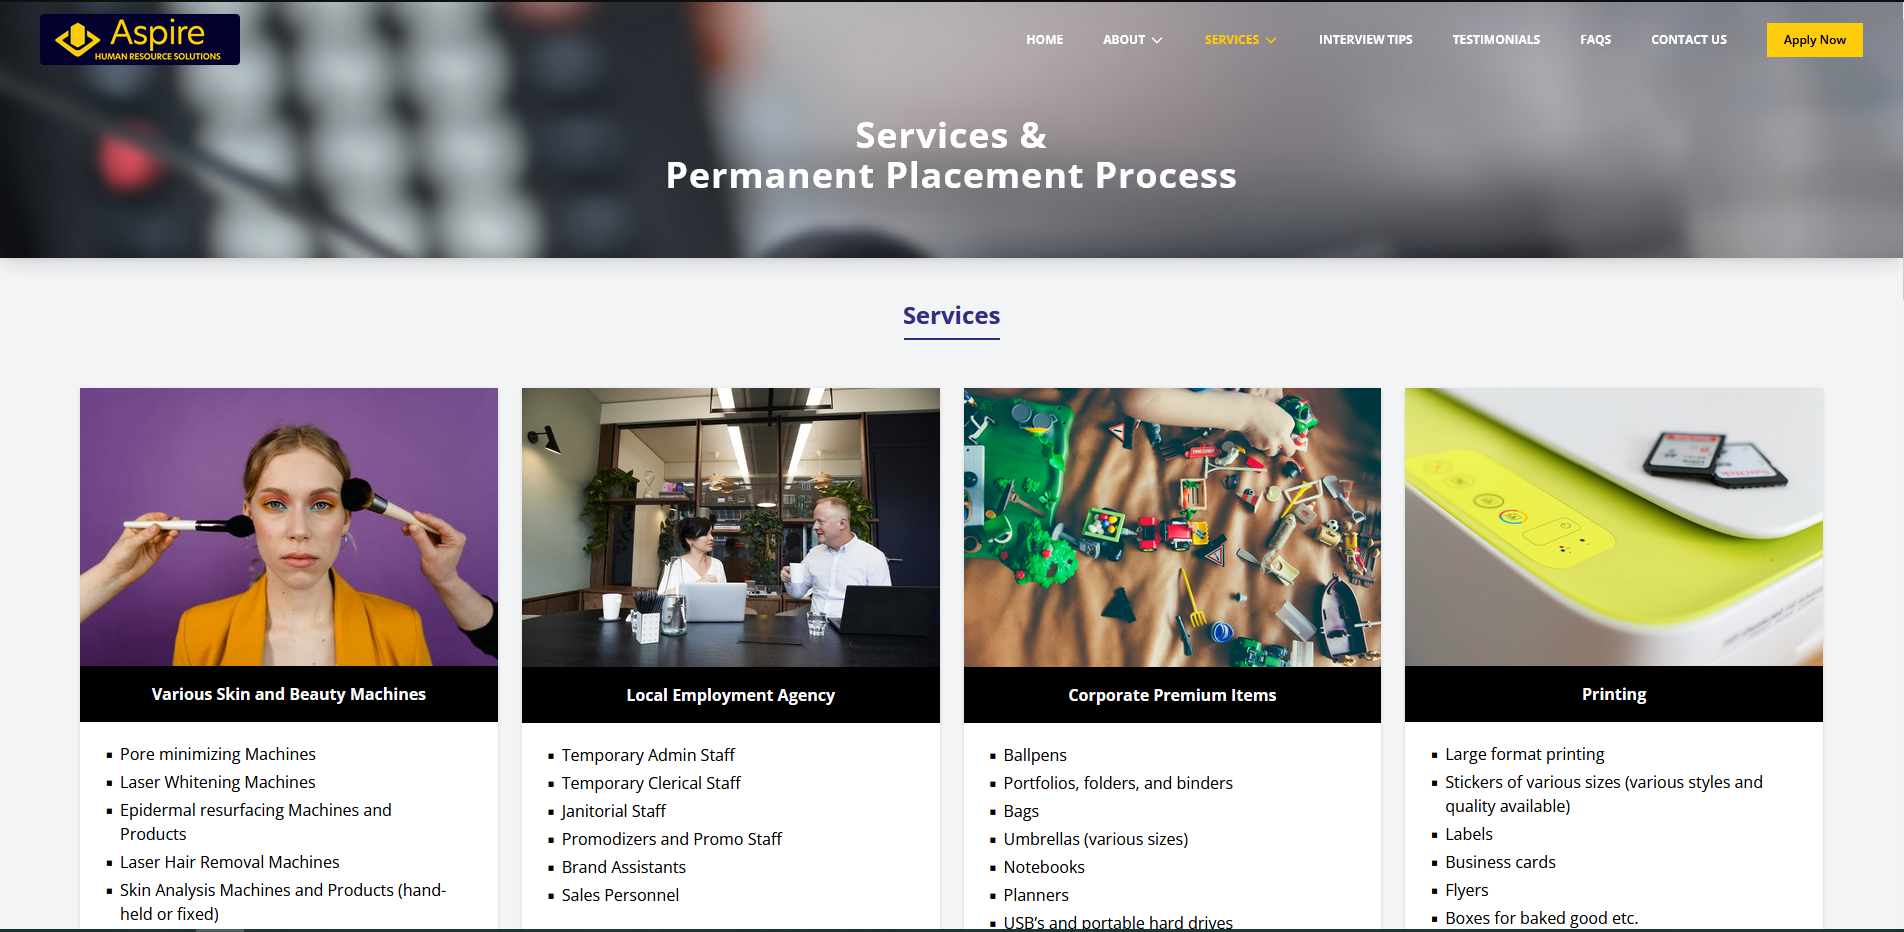 Aspire
HUMAN RESOURCE SOLUTIONS
HOME
ABOUT
SERVICES
INTERVIEW TIPS
TESTIMONIALS
FAQS
CONTACT US
Apply Now
Services &
Permanent Placement Process
Services
Various Skin and Beauty Machines
Pore minimizing Machines
Laser Whitening Machines
Epidermal resurfacing Machines and
Products
Laser Hair Removal Machines
Skin Analysis Machines and Products (hand-
held or fixed)
Local Employment Agency
Temporary Admin Staff
Temporary Clerical Staff
Janitorial Staff
Promodizers and Promo Staff
Brand Assistants
Sales Personnel
Corporate Premium Items
Ballpens
Portfolios, folders, and binders
Bags
Umbrellas (various sizes)
Notebooks
Planners
USB's and portable hard drives
Printing
Large format printing
Stickers of various sizes (various styles and
quality available)
Labels
Business cards
Flyers
Boxes for baked good etc.